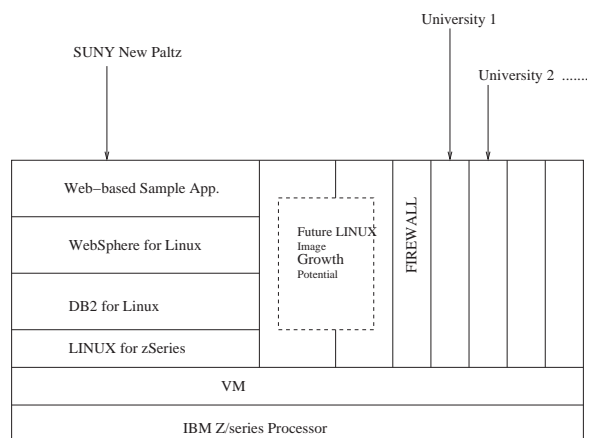 University 1
SUNY New Paltz
University 2 .......
Web-based Sample App.
WebSphere for Linux
DB2 for Linux
LINUX for zSeries
Future LINUX
Image
Growth
Potential
FIREWALL
VM
IBM Z/series Processor